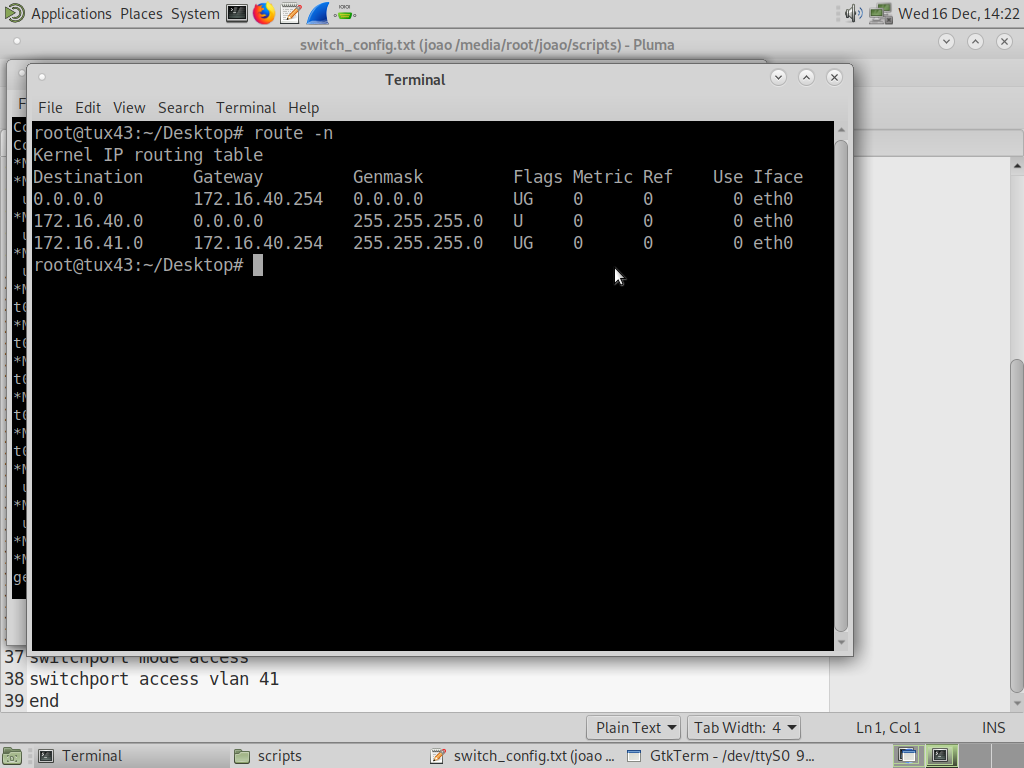 Applications Places System Wed 16 Dec, 14:22
switch_config.txt (joao /media/root/joao/scripts) - Pluma
Terminal
File Edit View Search Terminal Help
root@tux43:~/Desktop# route -n
Kernel IP routing table
Destination     Gateway         Genmask         Flags Metric Ref    Use Iface
0.0.0.0         172.16.40.254   0.0.0.0         UG    0      0        0 eth0
172.16.40.0     0.0.0.0         255.255.255.0   U     0      0        0 eth0
172.16.41.0     172.16.40.254   255.255.255.0   UG    0      0        0 eth0
root@tux43:~/Desktop#
37 switchport mode access
38 switchport access vlan 41
39 end
Plain Text Tab Width: 4 Ln 1, Col 1 INS
Terminal scripts switch_config.txt (joao ... GtkTerm - /dev/ttyS0 9...